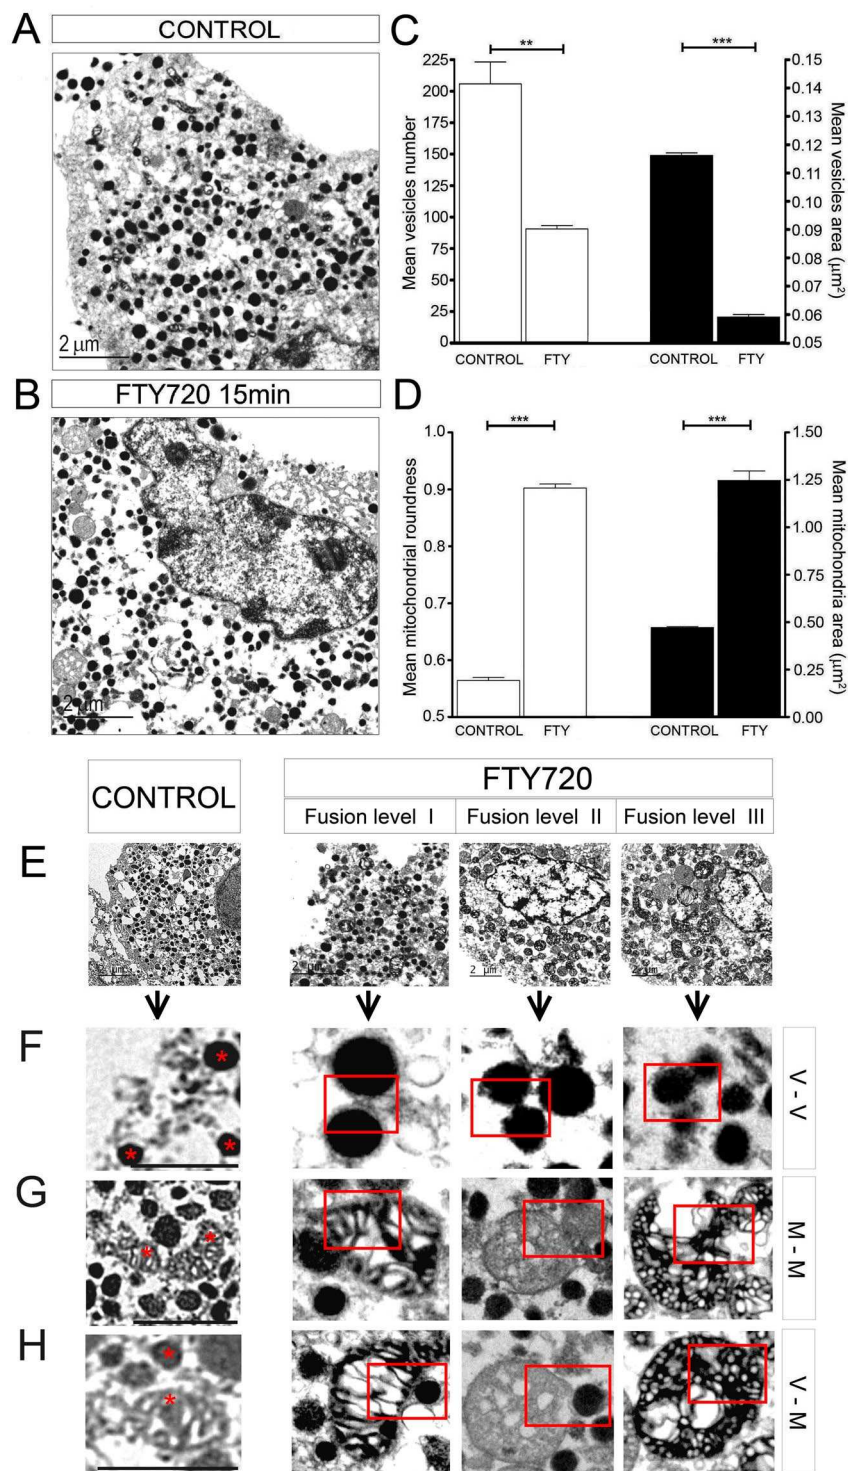 A
CONTROL
2 µm
B
FTY720 15min
2 µm
C
**
***
Mean vesicles number
225
200
175
150
125
100
75
50
25
0
CONTROL
FTY
CONTROL
FTY
0.15
0.14
0.13
0.12
0.11
0.10
0.09
0.08
0.07
0.06
0.05
Mean vesicles area (µm²)
D
***
***
Mean mitochondrial roundness
1.0
0.9
0.8
0.7
0.6
0.5
CONTROL
FTY
CONTROL
FTY
1.50
1.25
1.00
0.75
0.50
0.25
0.00
Mean mitochondria area (µm²)
CONTROL
FTY720
Fusion level I
Fusion level II
Fusion level III
E
2 µm
2 µm
2 µm
2 µm
F
*
*
*
V - V
G
*
*
M - M
H
*
*
V - M